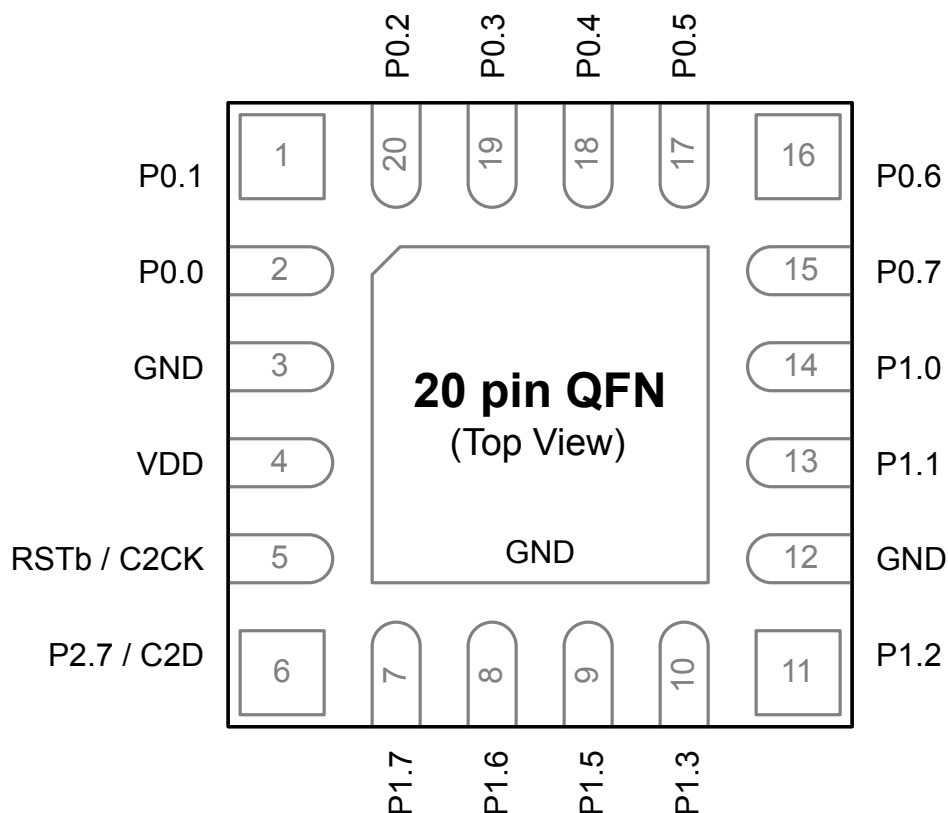 P0.2
P0.3
P0.4
P0.5
20
19
18
17
1
16
P0.1
P0.6
P0.0
2
15
P0.7
GND
3
14
P1.0
20 pin QFN
(Top View)
VDD
4
13
P1.1
RSTb / C2CK
5
GND
12
GND
P2.7 / C2D
6
11
P1.2
7
8
9
10
P1.7
P1.6
P1.5
P1.3